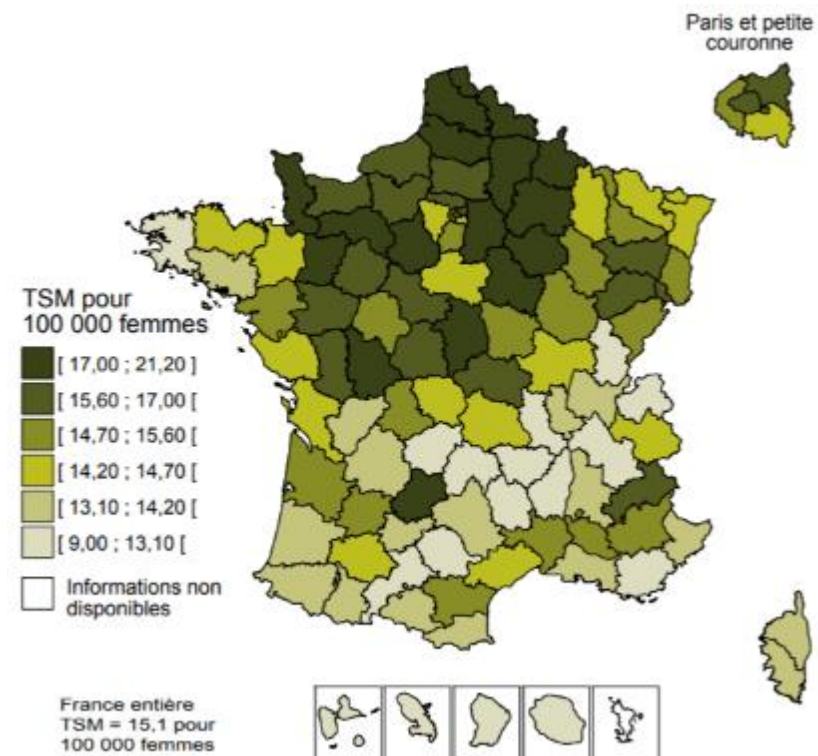 Paris et petite
couronne
TSM pour
100 000 femmes
[ 17,00 ; 21,20 ]
[ 15,60 ; 17,00 [
[ 14,70 ; 15,60 [
[ 14,20 ; 14,70 [
[ 13,10 ; 14,20 [
[ 9,00 ; 13,10 [
Informations non
disponibles
France entière
TSM = 15,1 pour
100 000 femmes